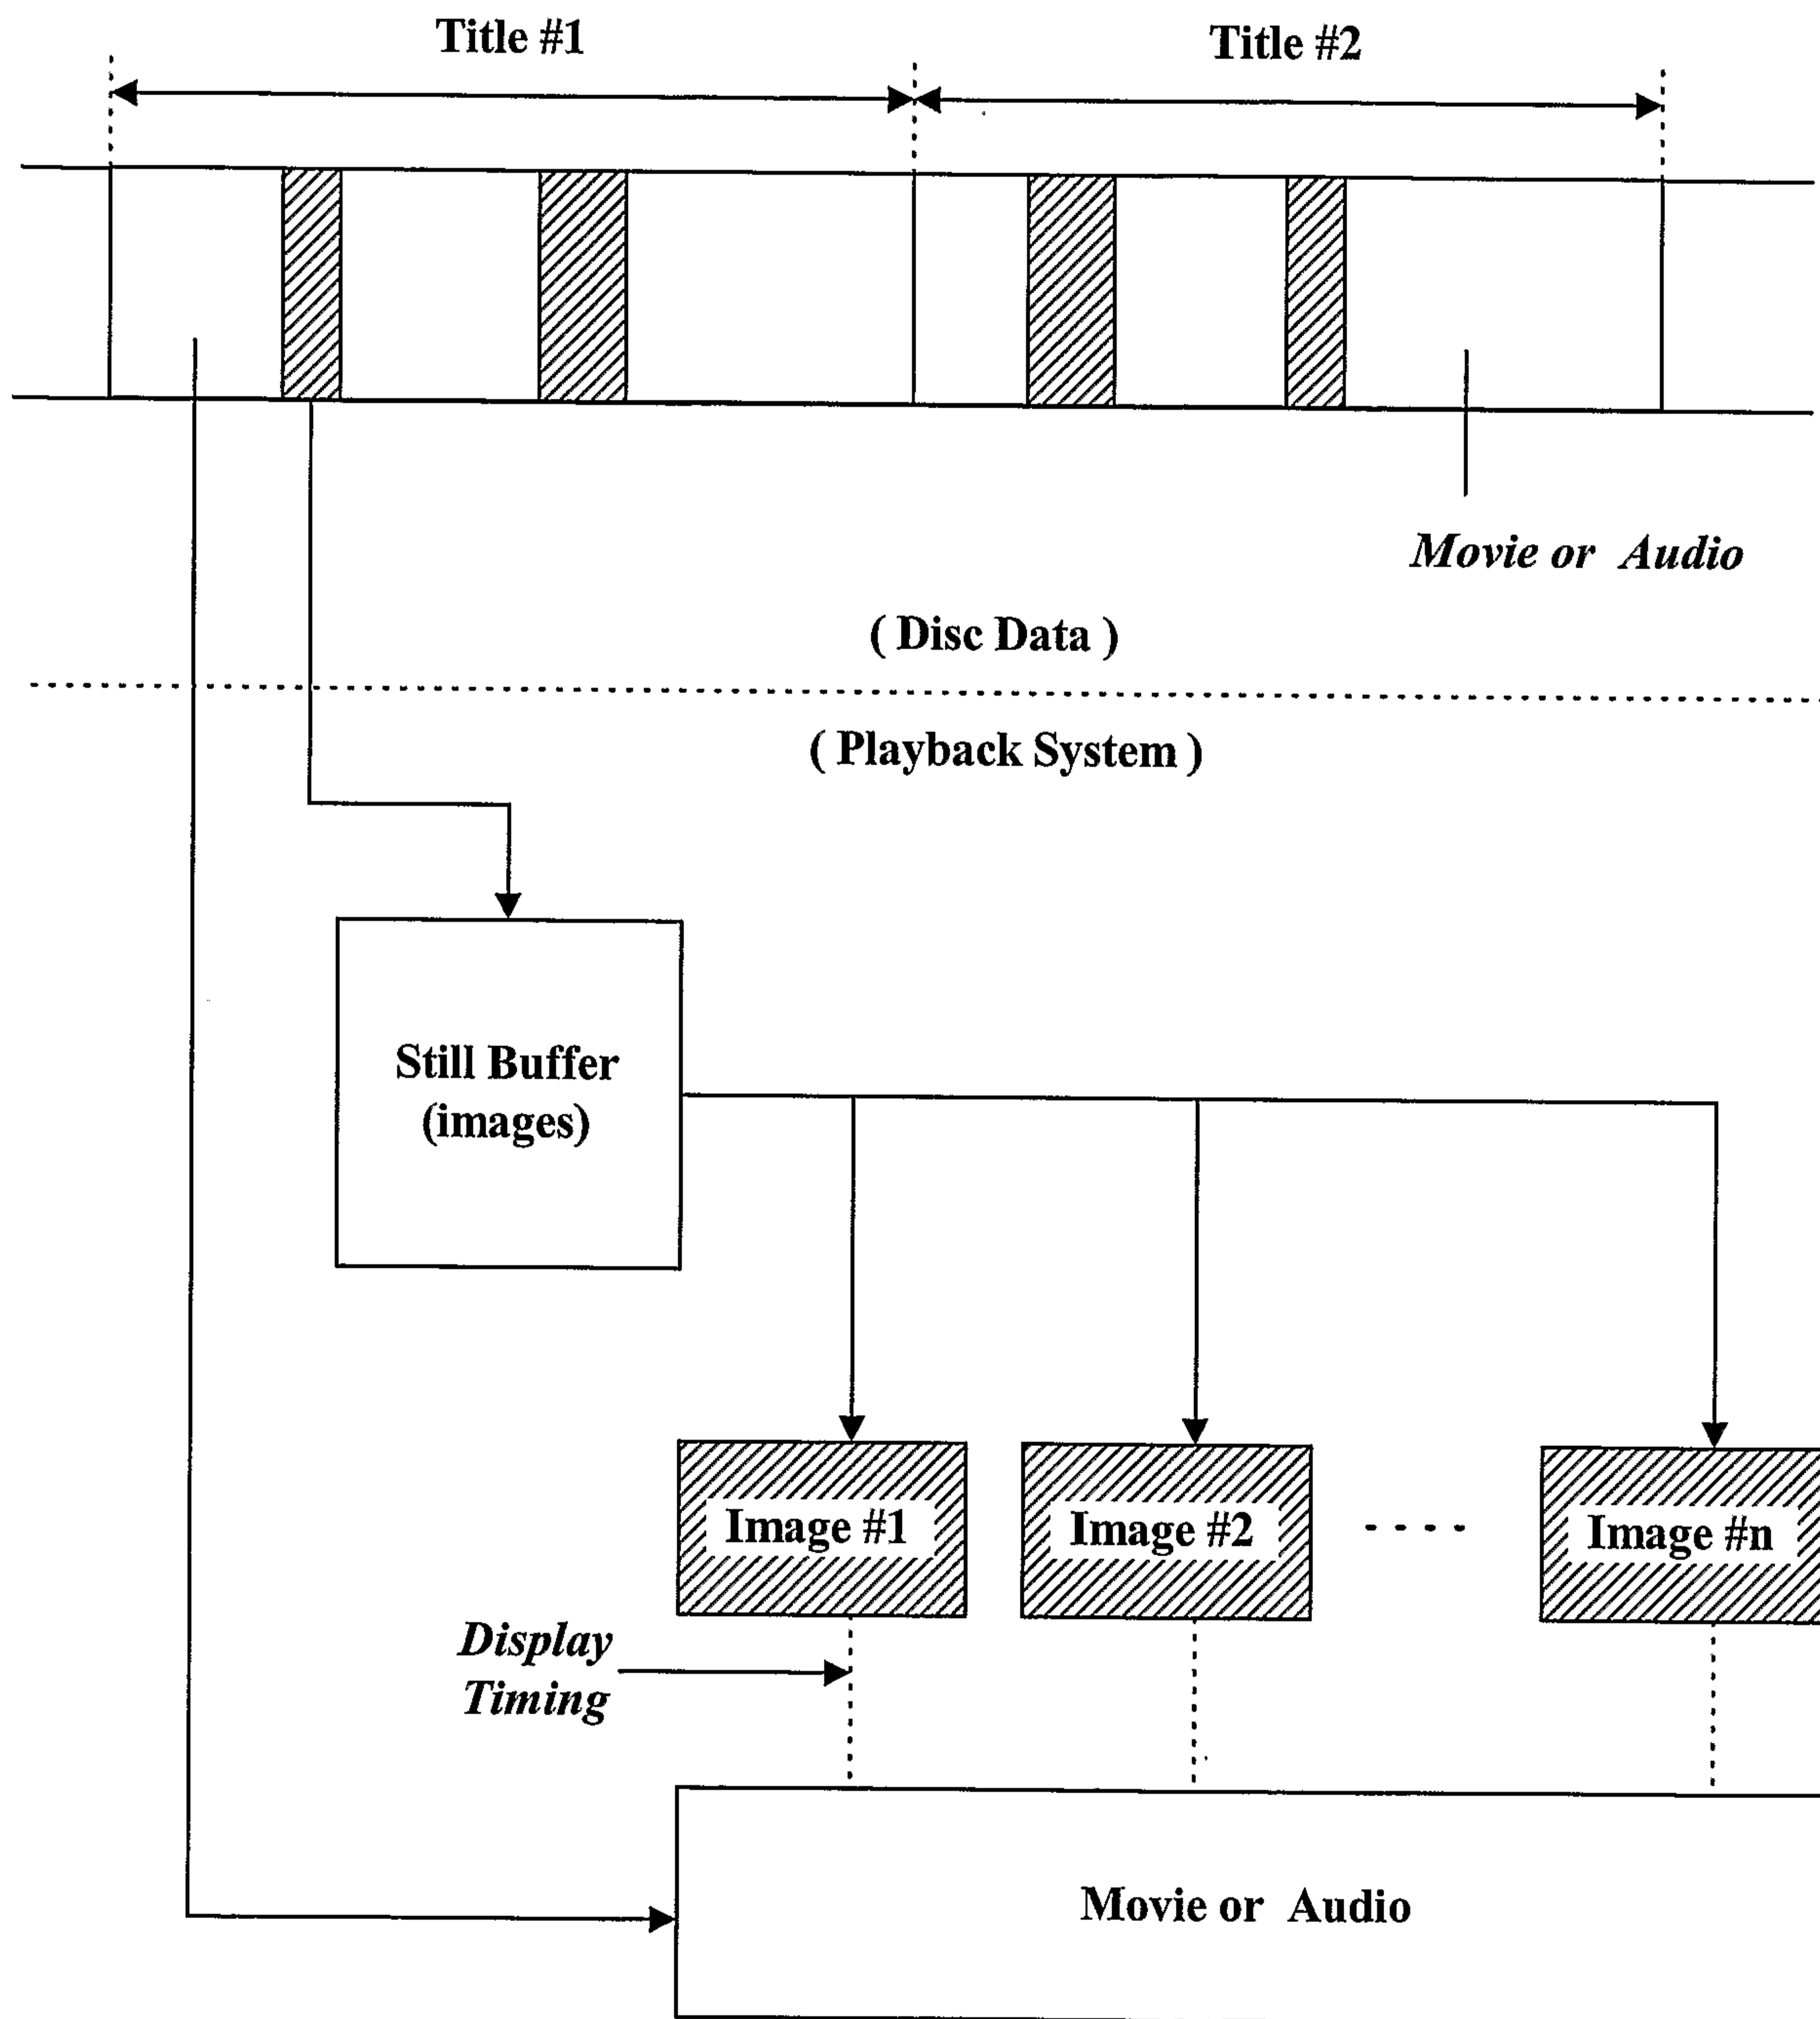 Title #1
Title #2
Movie or Audio
( Disc Data )
( Playback System )
Still Buffer
(images)
Image #1
Image #2
- - - -
Image #n
Display
Timing
Movie or Audio